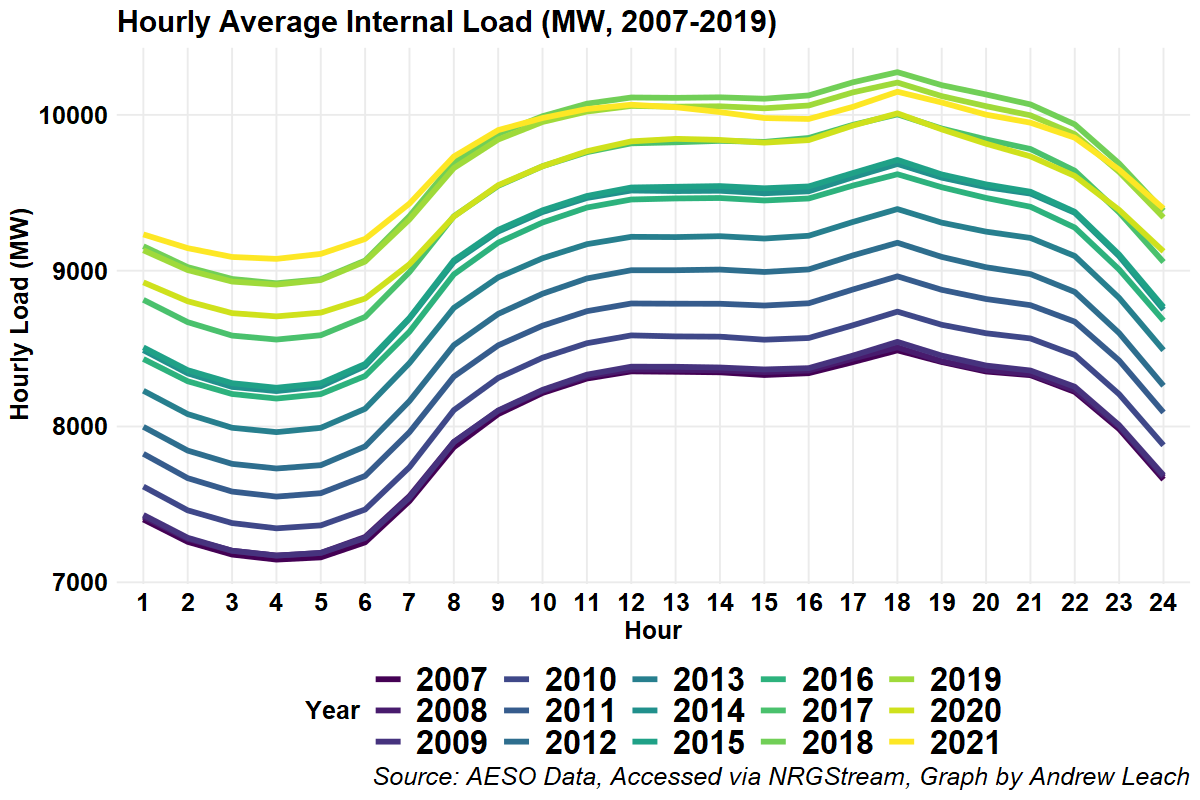 Hourly Average Internal Load (MW, 2007-2019)
Hourly Load (MW)
10000
9000
8000
7000
1 2 3 4 5 6 7 8 9 10 11 12 13 14 15 16 17 18 19 20 21 22 23 24
Hour
Year
2007 2010 2013 2016 2019
2008 2011 2014 2017 2020
2009 2012 2015 2018 2021
Source: AESO Data, Accessed via NRGStream, Graph by Andrew Leach